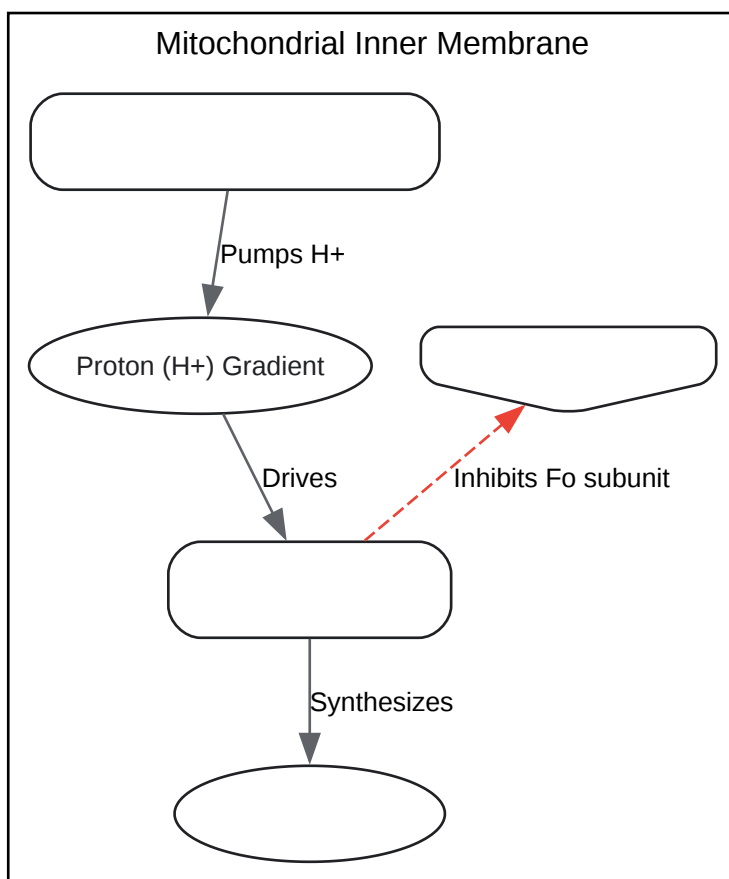 Mitochondrial Inner Membrane
Pumps H+
Proton (H+) Gradient
Drives
Inhibits Fo subunit
Synthesizes